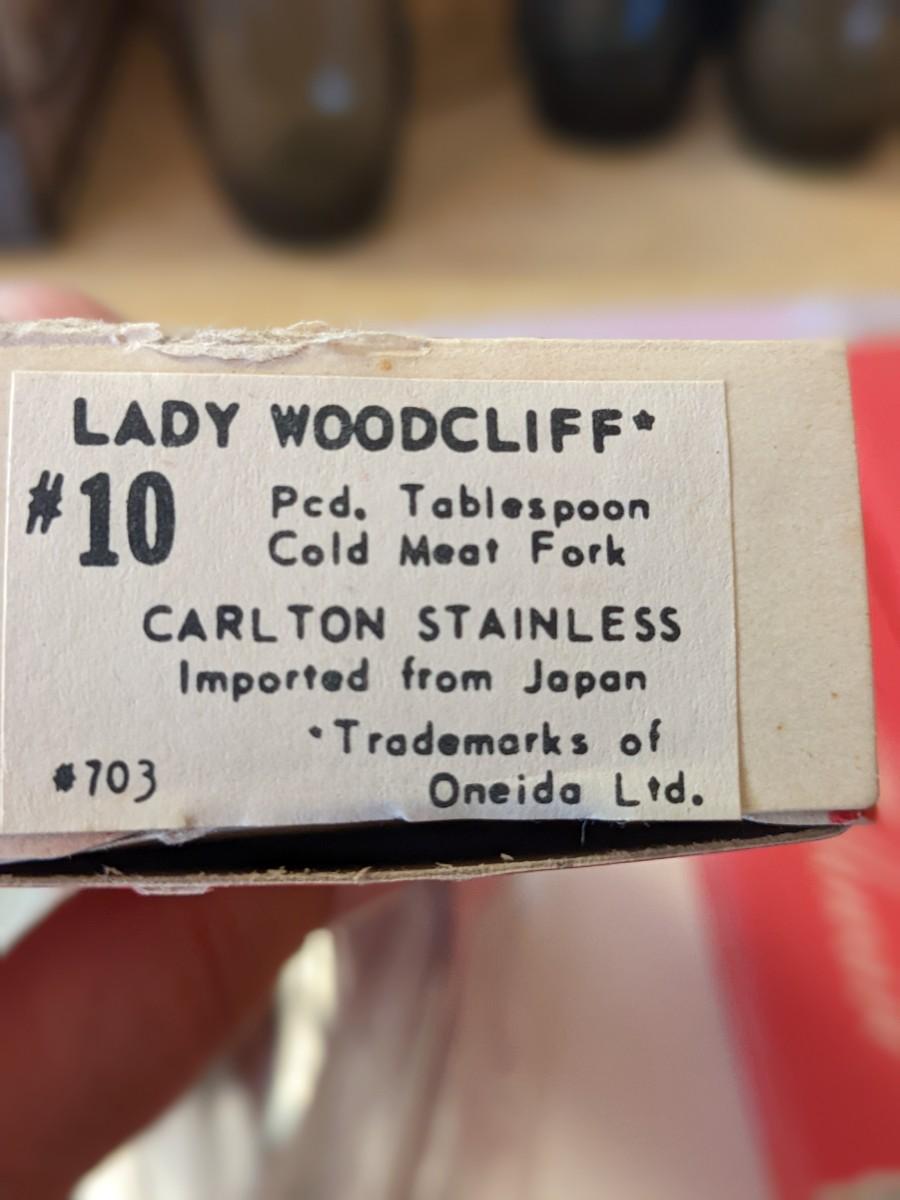 LADY WOODCLIFF*
#10 Pcd. Tablespoon
Cold Meat Fork
CARLTON STAINLESS
Imported from Japan
*Trademarks of
#703 Oneida Ltd.